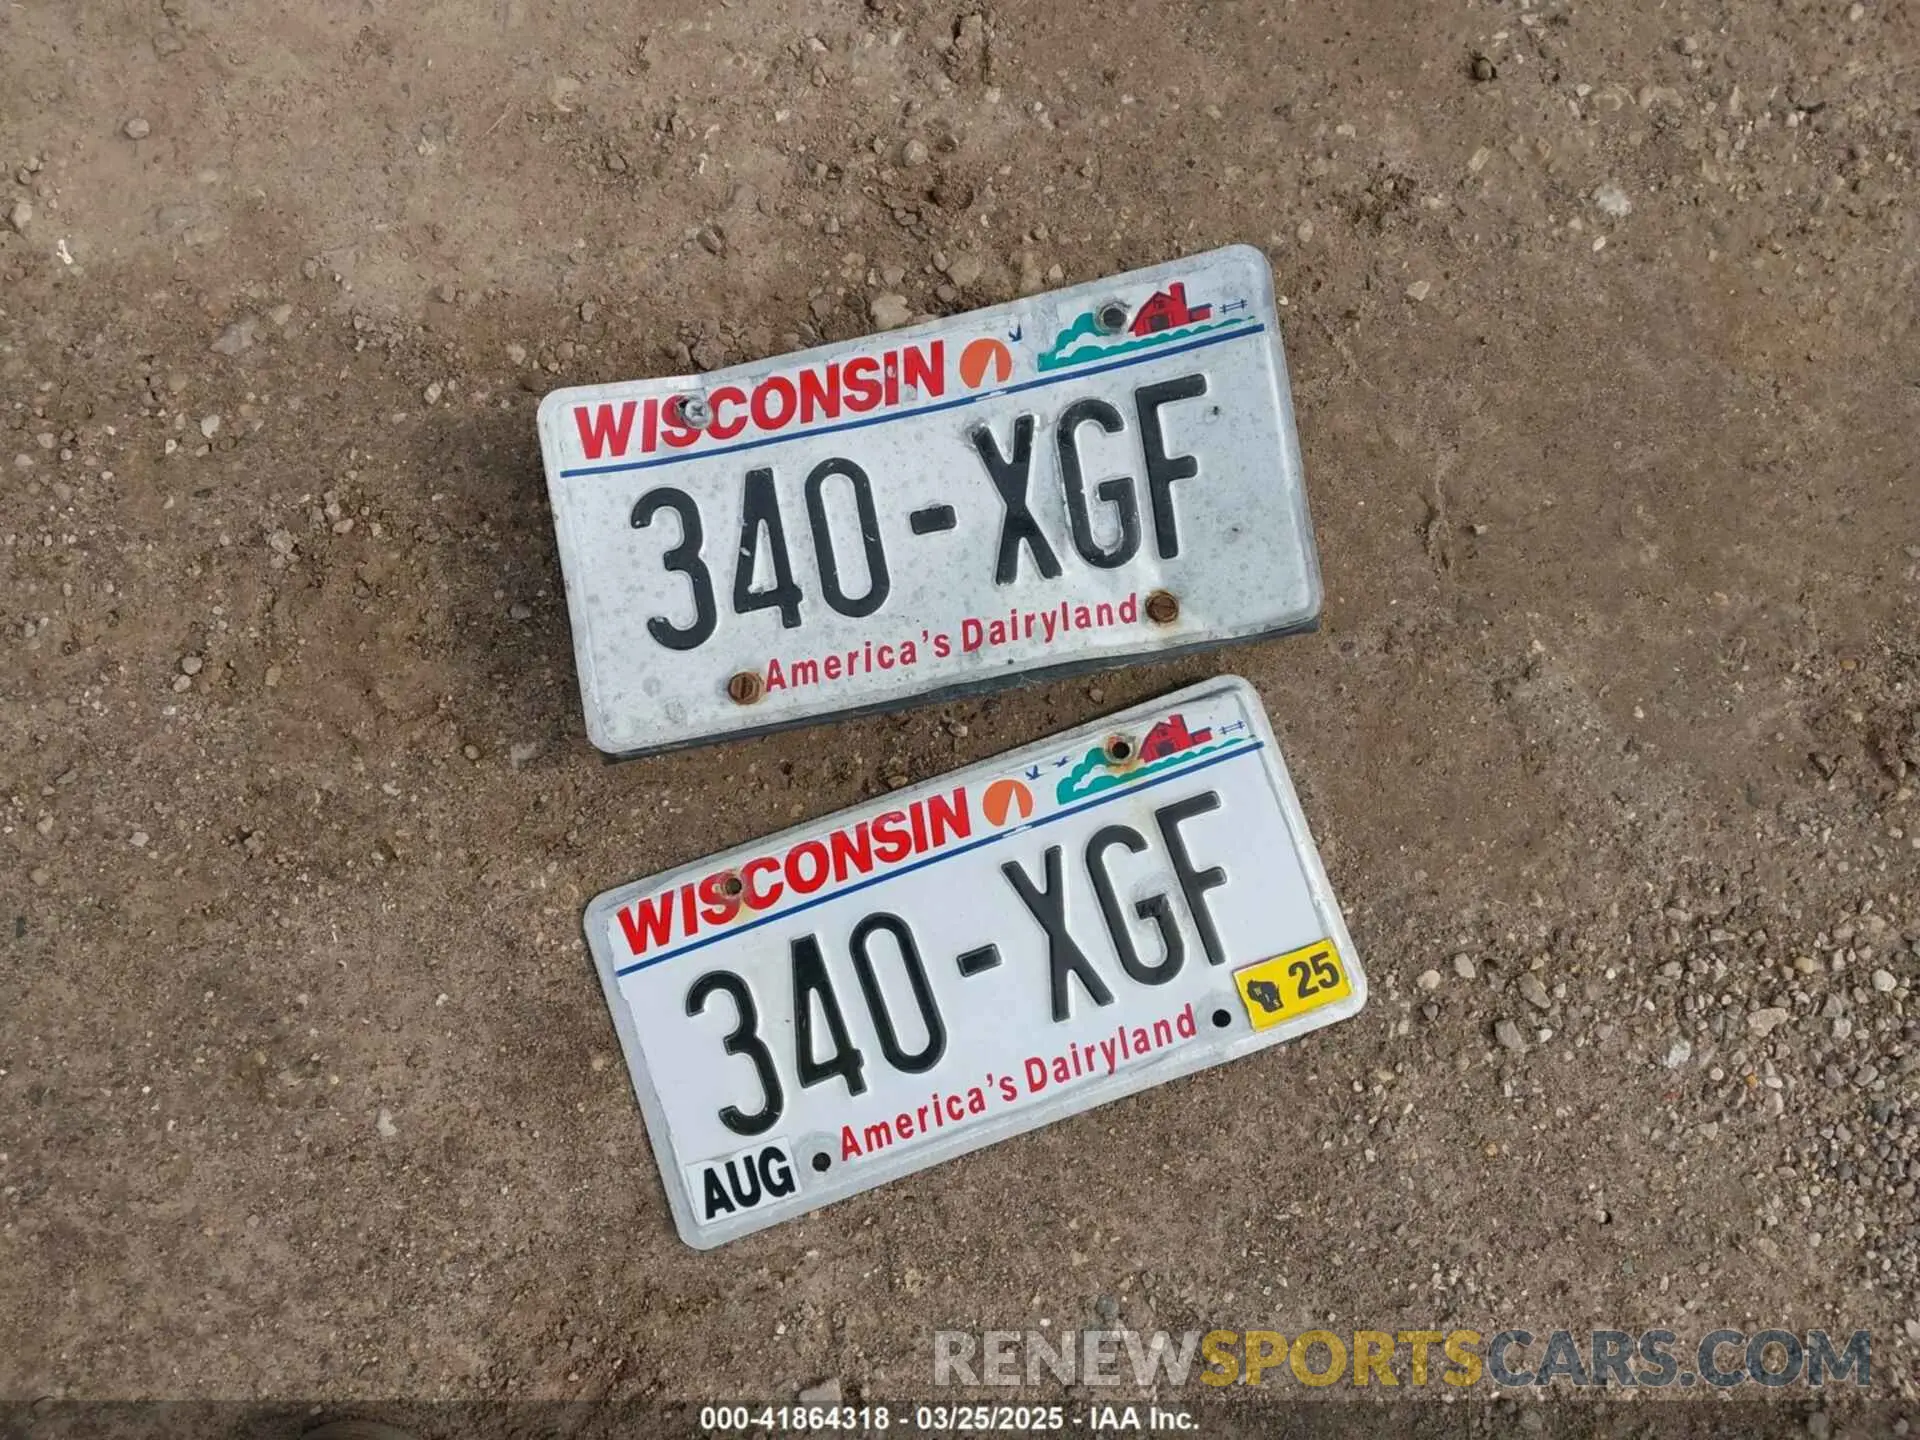 WISCONSIN
340-XGF
America's Dairyland
WISCONSIN
340-XGF
25
America's Dairyland
AUG
RENEWSPORTSCARS.COM
000-41864318 - 03/25/2025 - IAA Inc.